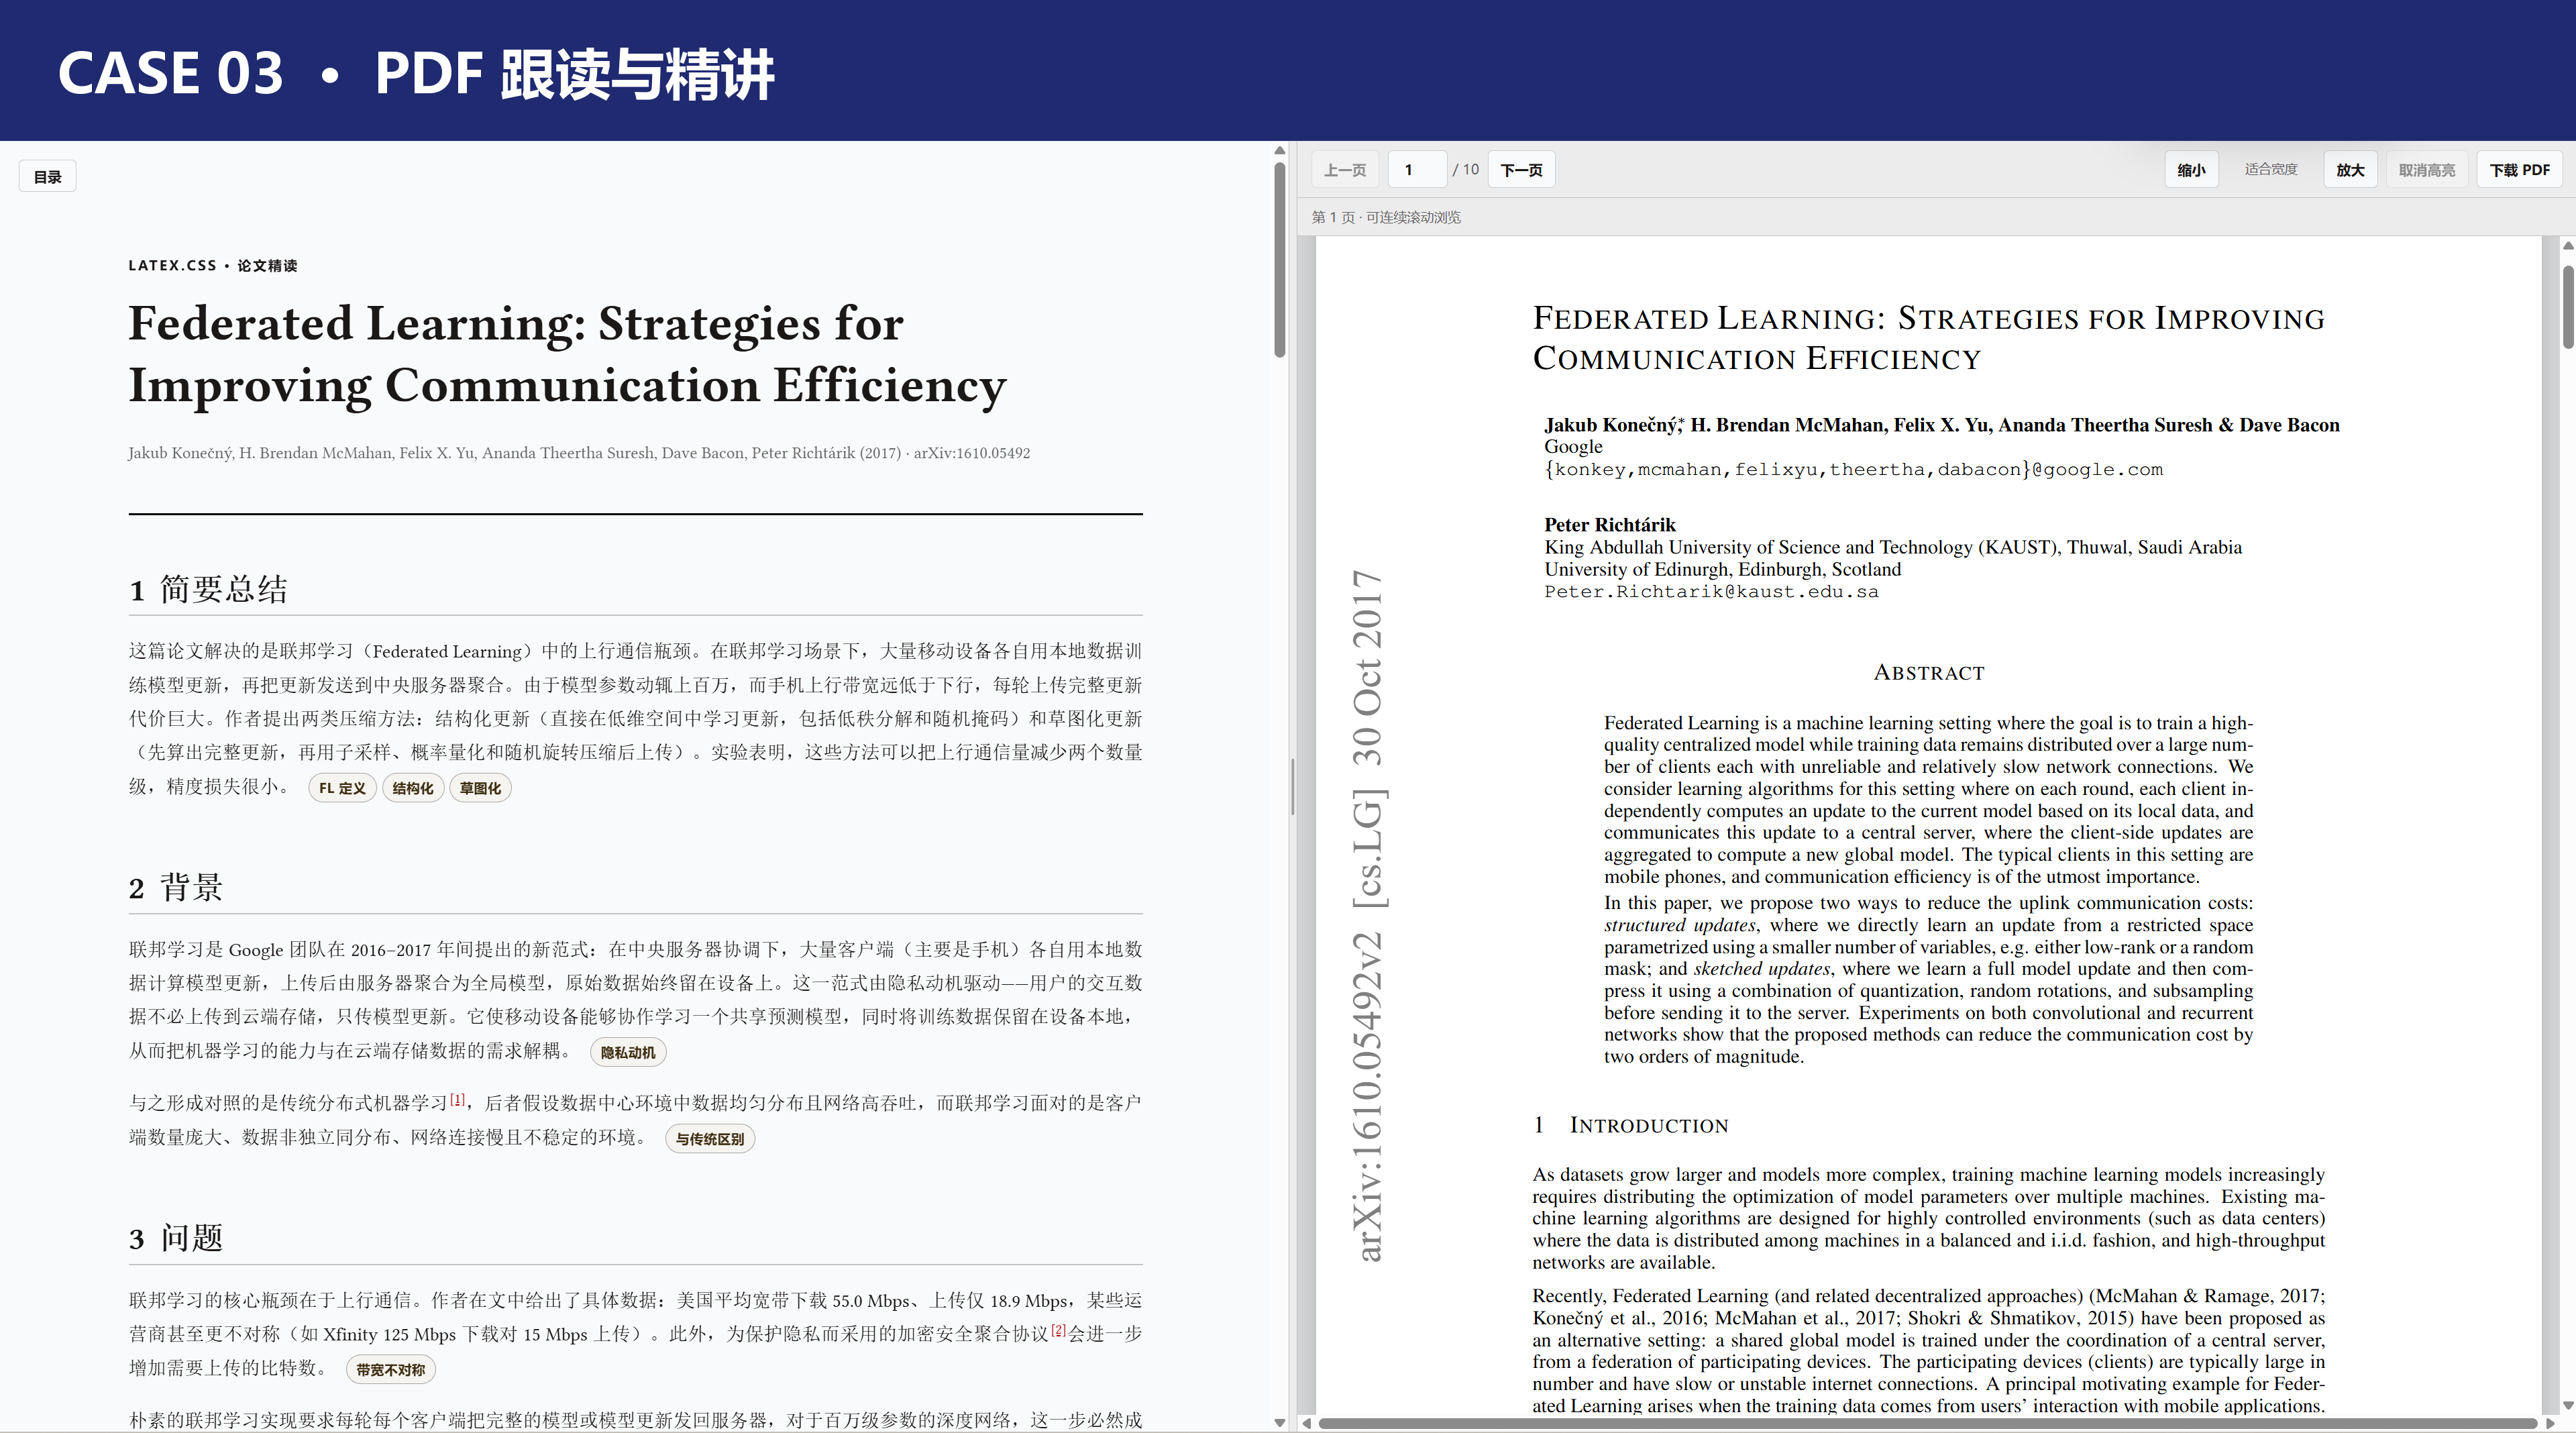 CASE 03 • PDF 跟读与精讲
目录
LATEX.CSS • 论文精读
Federated Learning: Strategies for
Improving Communication Efficiency
Jakub Konečný, H. Brendan McMahan, Felix X. Yu, Ananda Theertha Suresh, Dave Bacon, Peter Richtárik (2017) · arXiv:1610.05492
1 简要总结
这篇论文解决的是联邦学习（Federated Learning）中的上行通信瓶颈。在联邦学习场景下，大量移动设备各自用本地数据训
练模型更新，再把更新发送到中央服务器聚合。由于模型参数动辄上百万，而手机上行带宽远低于下行，每轮上传完整更新
代价巨大。作者提出两类压缩方法：结构化更新（直接在低维空间中学习更新，包括低秩分解和随机掩码）和草图化更新
（先算出完整更新，再用子采样、概率量化和随机旋转压缩后上传）。实验表明，这些方法可以把上行通信量减少两个数量
级，精度损失很小。 FL 定义 结构化 草图化
2 背景
联邦学习是 Google 团队在 2016–2017 年间提出的新范式：在中央服务器协调下，大量客户端（主要是手机）各自用本地数
据计算模型更新，上传后由服务器聚合为全局模型，原始数据始终留在设备上。这一范式由隐私动机驱动——用户的交互数
据不必上传到云端存储，只传模型更新。它使移动设备能够协作学习一个共享预测模型，同时将训练数据保留在设备本地，
从而把机器学习的能力与在云端存储数据的需求解耦。 隐私动机
与之形成对照的是传统分布式机器学习[1]，后者假设数据中心环境中数据均匀分布且网络高吞吐，而联邦学习面对的是客户
端数量庞大、数据非独立同分布、网络连接慢且不稳定的环境。 与传统区别
3 问题
联邦学习的核心瓶颈在于上行通信。作者在文中给出了具体数据：美国平均宽带下载 55.0 Mbps、上传仅 18.9 Mbps，某些运
营商甚至更不对称（如 Xfinity 125 Mbps 下载对 15 Mbps 上传）。此外，为保护隐私而采用的加密安全聚合协议[2]会进一步
增加需要上传的比特数。 带宽不对称
朴素的联邦学习实现要求每轮每个客户端把完整的模型或模型更新发回服务器，对于百万级参数的深度网络，这一步必然成
上一页 1 / 10 下一页 缩小 适合宽度 放大 取消高亮 下载 PDF
第 1 页 · 可连续滚动浏览
FEDERATED LEARNING: STRATEGIES FOR IMPROVING
COMMUNICATION EFFICIENCY
Jakub Konečný,* H. Brendan McMahan, Felix X. Yu, Ananda Theertha Suresh & Dave Bacon
Google
{konkey,mcmahan,felixyu,theertha,dabacon}@google.com
Peter Richtárik
King Abdullah University of Science and Technology (KAUST), Thuwal, Saudi Arabia
University of Edinurgh, Edinburgh, Scotland
Peter.Richtarik@kaust.edu.sa
arXiv:1610.05492v2 [cs.LG] 30 Oct 2017
ABSTRACT
Federated Learning is a machine learning setting where the goal is to train a high-
quality centralized model while training data remains distributed over a large num-
ber of clients each with unreliable and relatively slow network connections. We
consider learning algorithms for this setting where on each round, each client in-
dependently computes an update to the current model based on its local data, and
communicates this update to a central server, where the client-side updates are
aggregated to compute a new global model. The typical clients in this setting are
mobile phones, and communication efficiency is of the utmost importance.
In this paper, we propose two ways to reduce the uplink communication costs:
structured updates, where we directly learn an update from a restricted space
parametrized using a smaller number of variables, e.g. either low-rank or a random
mask; and sketched updates, where we learn a full model update and then com-
press it using a combination of quantization, random rotations, and subsampling
before sending it to the server. Experiments on both convolutional and recurrent
networks show that the proposed methods can reduce the communication cost by
two orders of magnitude.
1 INTRODUCTION
As datasets grow larger and models more complex, training machine learning models increasingly
requires distributing the optimization of model parameters over multiple machines. Existing ma-
chine learning algorithms are designed for highly controlled environments (such as data centers)
where the data is distributed among machines in a balanced and i.i.d. fashion, and high-throughput
networks are available.
Recently, Federated Learning (and related decentralized approaches) (McMahan & Ramage, 2017;
Konečný et al., 2016; McMahan et al., 2017; Shokri & Shmatikov, 2015) have been proposed as
an alternative setting: a shared global model is trained under the coordination of a central server,
from a federation of participating devices. The participating devices (clients) are typically large in
number and have slow or unstable internet connections. A principal motivating example for Feder-
ated Learning arises when the training data comes from users’ interaction with mobile applications.